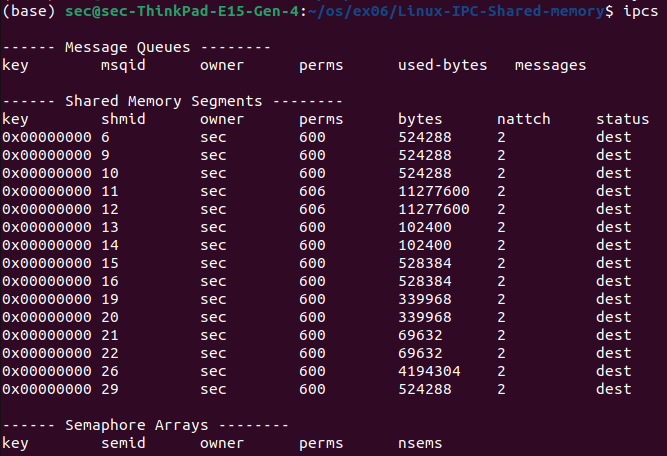 (base) sec@sec-ThinkPad-E15-Gen-4:~/os/ex06/Linux-IPC-Shared-memory$ ipcs

------ Message Queues --------
key        msqid      owner      perms      used-bytes   messages

------ Shared Memory Segments --------
key        shmid      owner      perms      bytes      nattch     status
0x00000000 6          sec        600        524288     2          dest
0x00000000 9          sec        600        524288     2          dest
0x00000000 10         sec        600        524288     2          dest
0x00000000 11         sec        606        11277600   2          dest
0x00000000 12         sec        606        11277600   2          dest
0x00000000 13         sec        600        102400     2          dest
0x00000000 14         sec        600        102400     2          dest
0x00000000 15         sec        600        528384     2          dest
0x00000000 16         sec        600        528384     2          dest
0x00000000 19         sec        600        339968     2          dest
0x00000000 20         sec        600        339968     2          dest
0x00000000 21         sec        600        69632      2          dest
0x00000000 22         sec        600        69632      2          dest
0x00000000 26         sec        600        4194304    2          dest
0x00000000 29         sec        600        524288     2          dest

------ Semaphore Arrays --------
key        semid      owner      perms      nsems